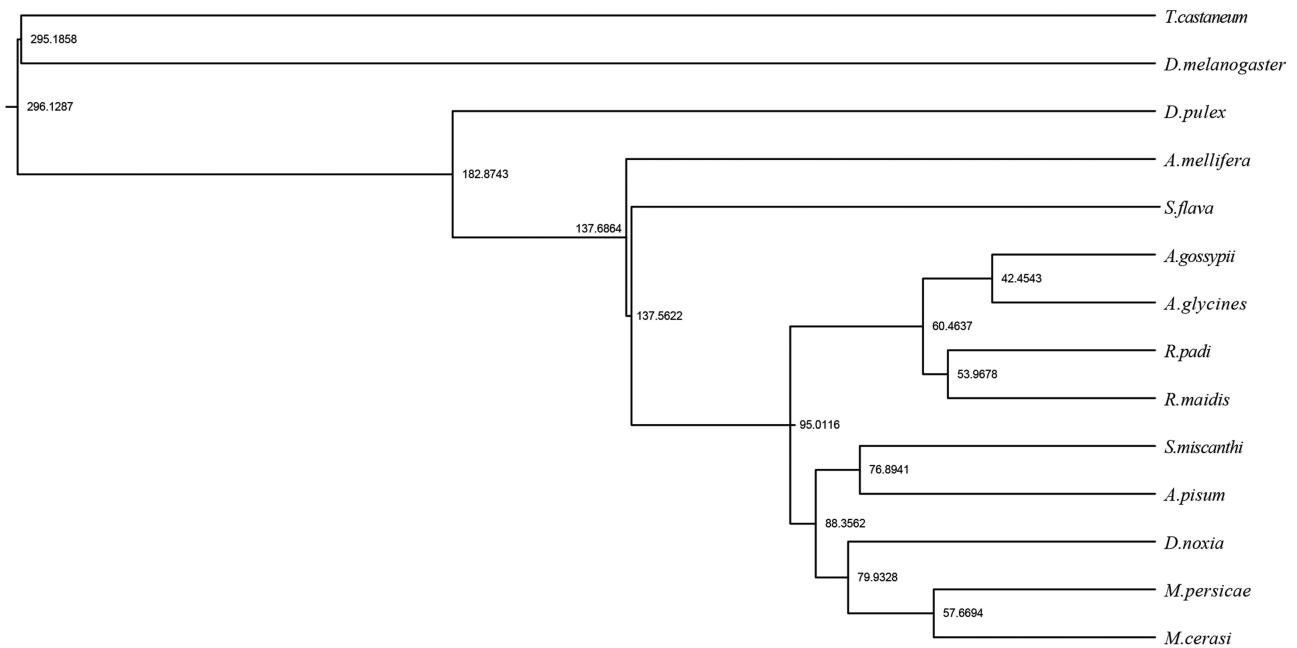 T.castaneum
295.1858
D.melanogaster
296.1287
D.pulex
A.mellifera
182.8743
S.flava
137.6864
A.gossypii
42.4543
A.glycines
137.5622
60.4637
R.padi
53.9678
R.maidis
95.0116
S.miscanthi
76.8941
A.pisum
88.3562
D.noxia
79.9328
M.persicae
57.6694
M.cerasi